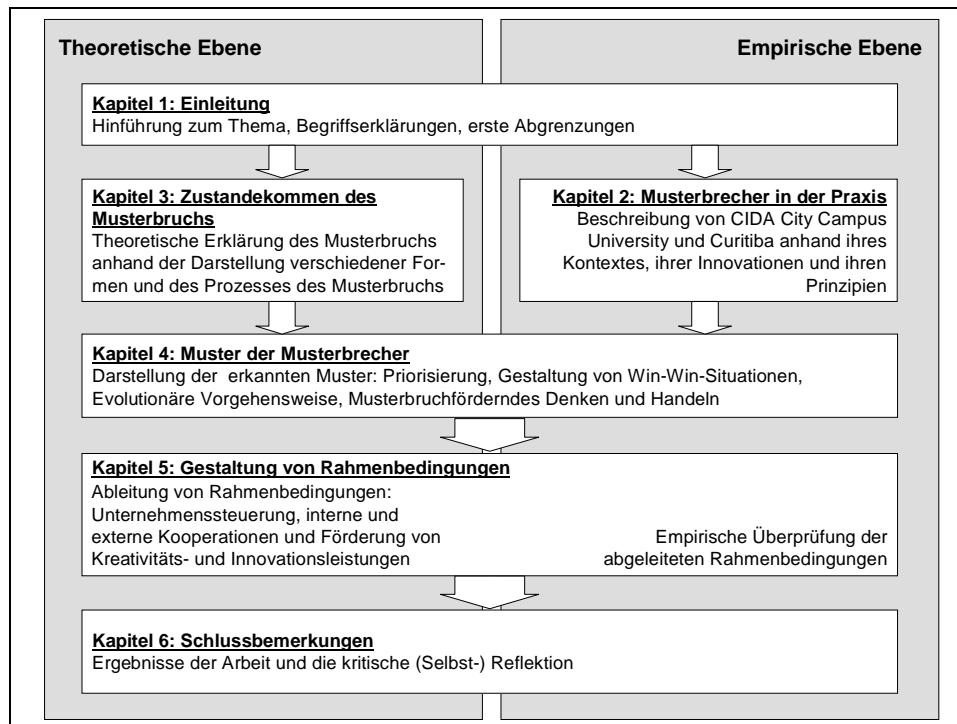 Theoretische Ebene
Empirische Ebene
Kapitel 1: Einleitung
Hinführung zum Thema, Begriffserklärungen, erste Abgrenzungen
Kapitel 3: Zustandekommen des
Musterbruchs
Theoretische Erklärung des Musterbruchs
anhand der Darstellung verschiedener For-
men und des Prozesses des Musterbruchs
Kapitel 2: Musterbrecher in der Praxis
Beschreibung von CIDA City Campus
University und Curitiba anhand ihres
Kontextes, ihrer Innovationen und ihren
Prinzipien
Kapitel 4: Muster der Musterbrecher
Darstellung der erkannten Muster: Priorisierung, Gestaltung von Win-Win-Situationen,
Evolutionäre Vorgehensweise, Musterbruchförderndes Denken und Handeln
Kapitel 5: Gestaltung von Rahmenbedingungen
Ableitung von Rahmenbedingungen:
Unternehmenssteuerung, interne und
externe Kooperationen und Förderung von
Kreativitäts- und Innovationsleistungen
Empirische Überprüfung der
abgeleiteten Rahmenbedingungen
Kapitel 6: Schlussbemerkungen
Ergebnisse der Arbeit und die kritische (Selbst-) Reflektion